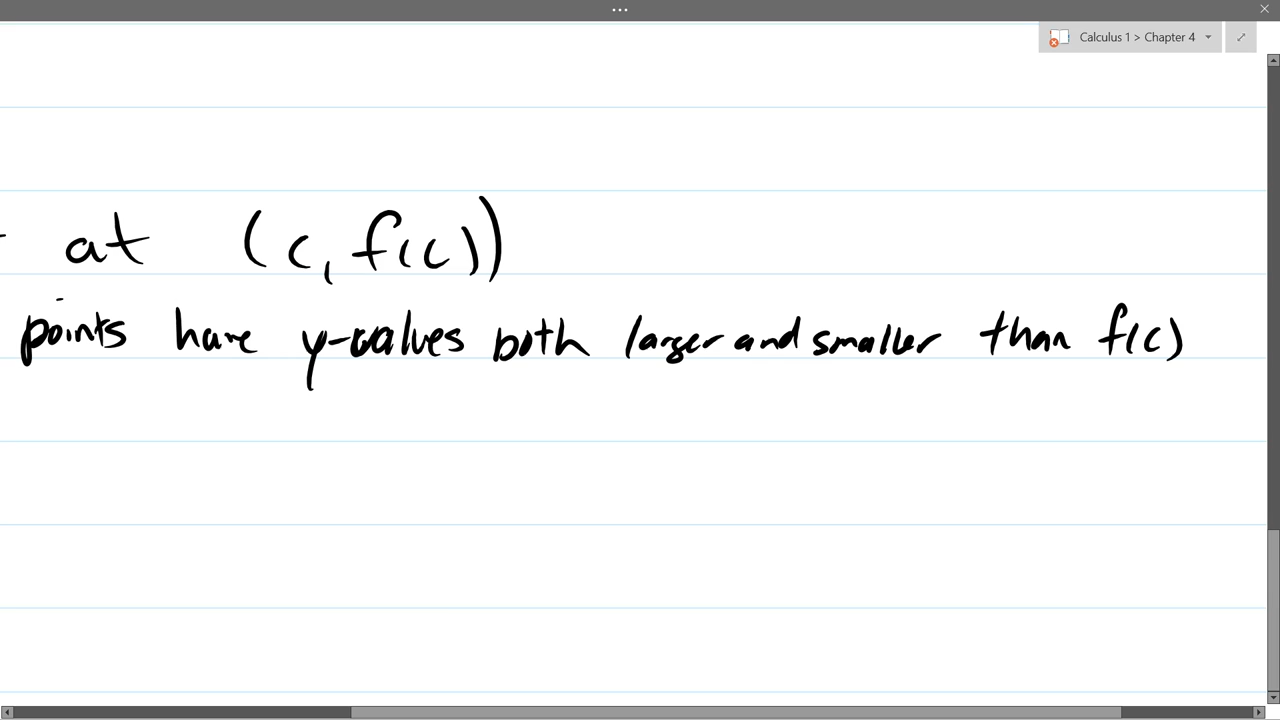 Calculus 1 > Chapter 4
at (c, f(c))
points have y-values both larger and smaller than f(c)